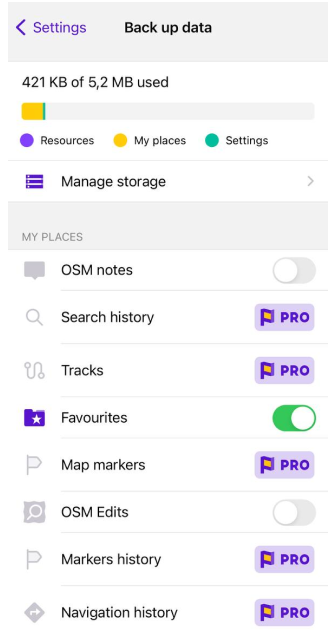 Settings
Back up data
421 KB of 5,2 MB used
Resources
My places
Settings
Manage storage
MY PLACES
OSM notes
Search history
PRO
Tracks
PRO
Favourites
Map markers
PRO
OSM Edits
Markers history
PRO
Navigation history
PRO